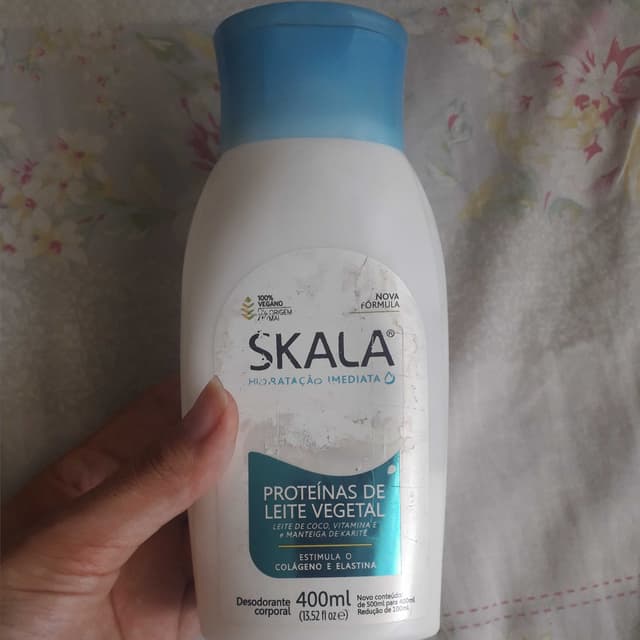 100%
VEGANO
ORIGEM
NOVA
FÓRMULA
SKALA®
HIDRATAÇÃO IMEDIATA
PROTEÍNAS DE
LEITE VEGETAL
LEITE DE COCO, VITAMINA E
e MANTEIGA DE KARITÉ
ESTIMULA O
COLÁGENO E ELASTINA
Desodorante
corporal
400ml
(13,52 fl oz e)
Novo conteúdo:
de 500ml para 400ml
Redução de 100ml